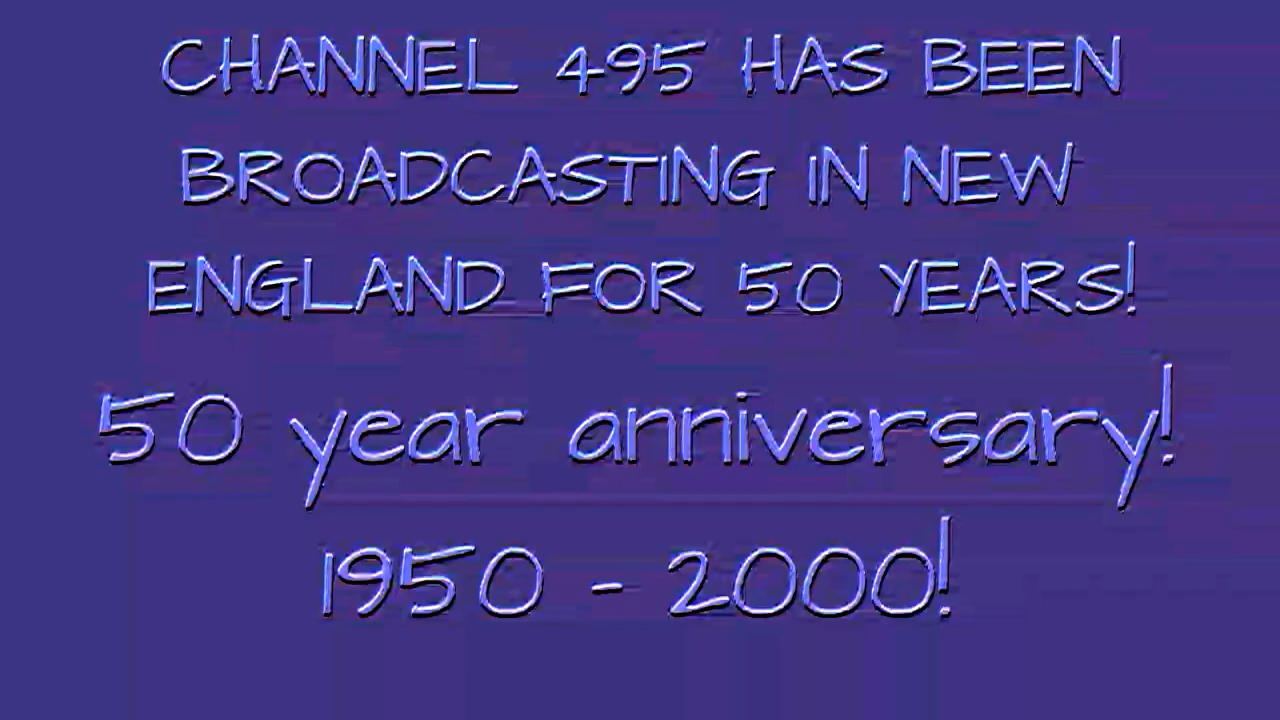 CHANNEL 495 HAS BEEN
BROADCASTING IN NEW
ENGLAND FOR 50 YEARS!
50 year anniversary!
1950 - 2000!